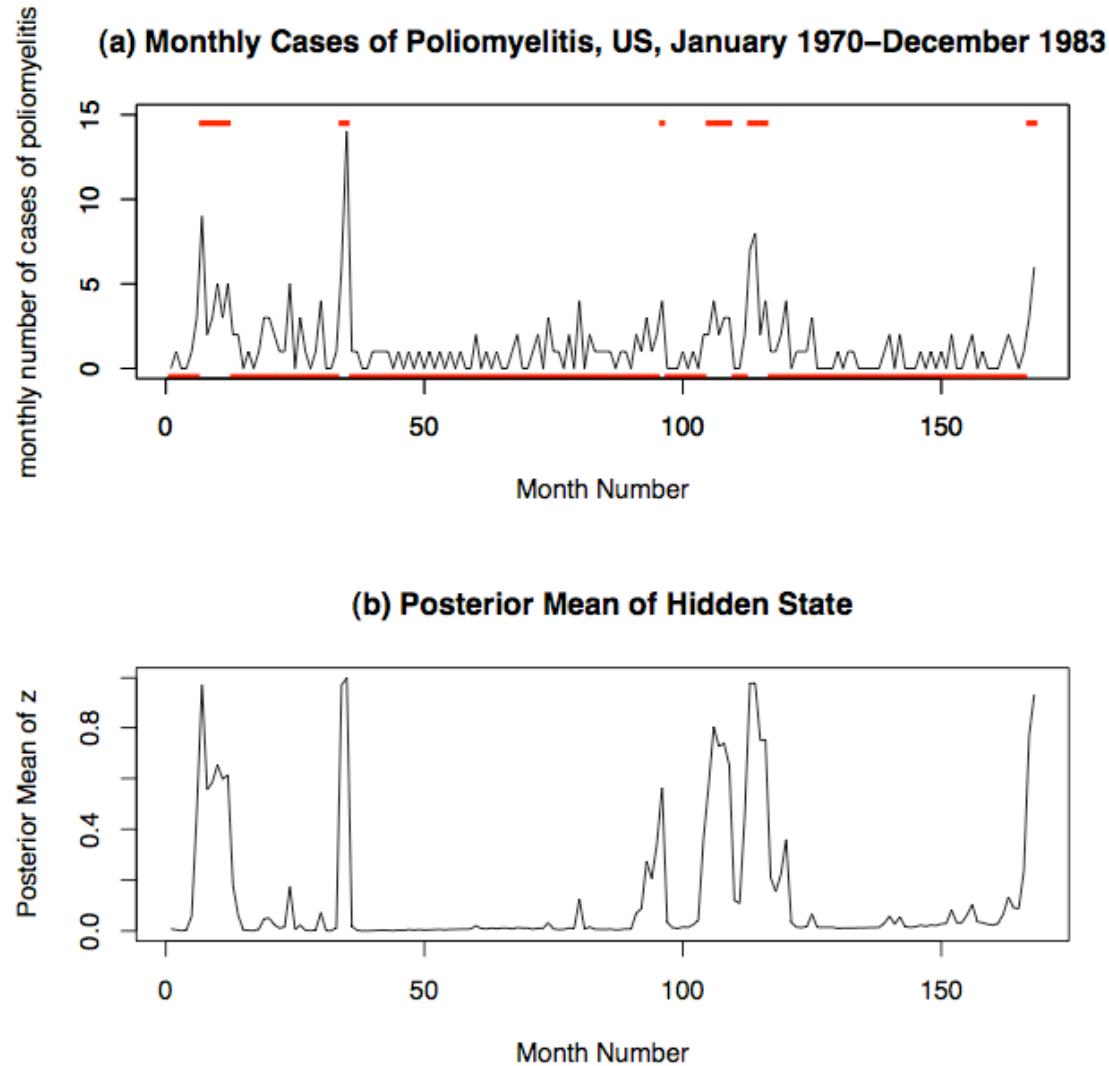 (a) Monthly Cases of Poliomyelitis, US, January 1970–December 1983
monthly number of cases of poliomyelitis
15
10
5
0
0 50 100 150
Month Number
(b) Posterior Mean of Hidden State
Posterior Mean of z
0.8
0.4
0.0
0 50 100 150
Month Number